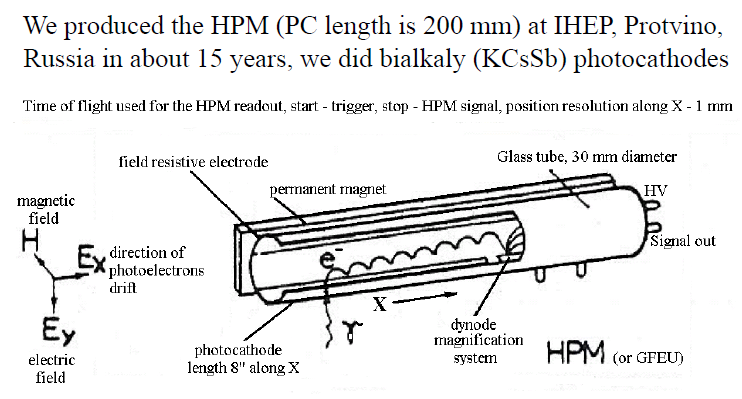 We produced the HPM (PC length is 200 mm) at IHEP, Protvino,
Russia in about 15 years, we did bialkaly (KCsSb) photocathodes
Time of flight used for the HPM readout, start - trigger, stop - HPM signal, position resolution along X - 1 mm
field resistive electrode
Glass tube, 30 mm diameter
permanent magnet
HV
magnetic
field
H
Signal out
Ex
direction of
photoelectrons
drift
e-
X
γ
Ey
dynode
magnification
system
photocathode
length 8" along X
HPM (or GFEU)
electric
field